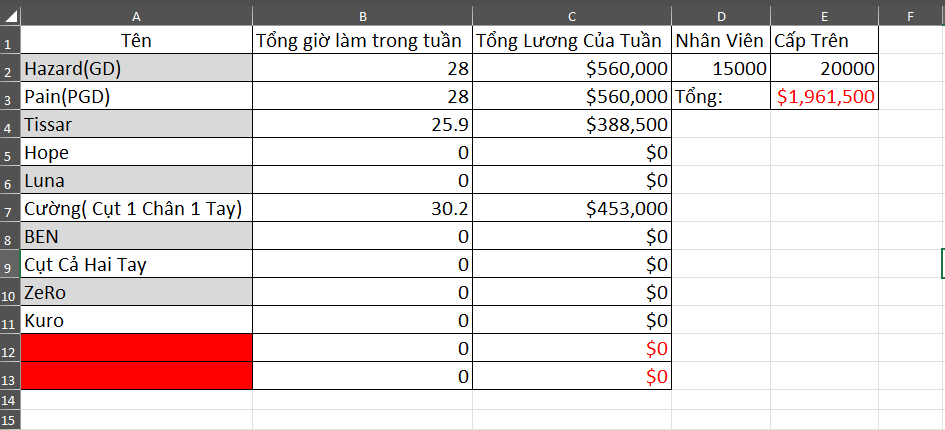 A B C D E F
1 Tên Tổng giờ làm trong tuần Tổng Lương Của Tuần Nhân Viên Cấp Trên
2 Hazard(GD) 28 $560,000 15000 20000
3 Pain(PGD) 28 $560,000 Tổng: $1,961,500
4 Tissar 25.9 $388,500
5 Hope 0 $0
6 Luna 0 $0
7 Cường( Cụt 1 Chân 1 Tay) 30.2 $453,000
8 BEN 0 $0
9 Cụt Cả Hai Tay 0 $0
10 ZeRo 0 $0
11 Kuro 0 $0
12 0 $0
13 0 $0
14
15